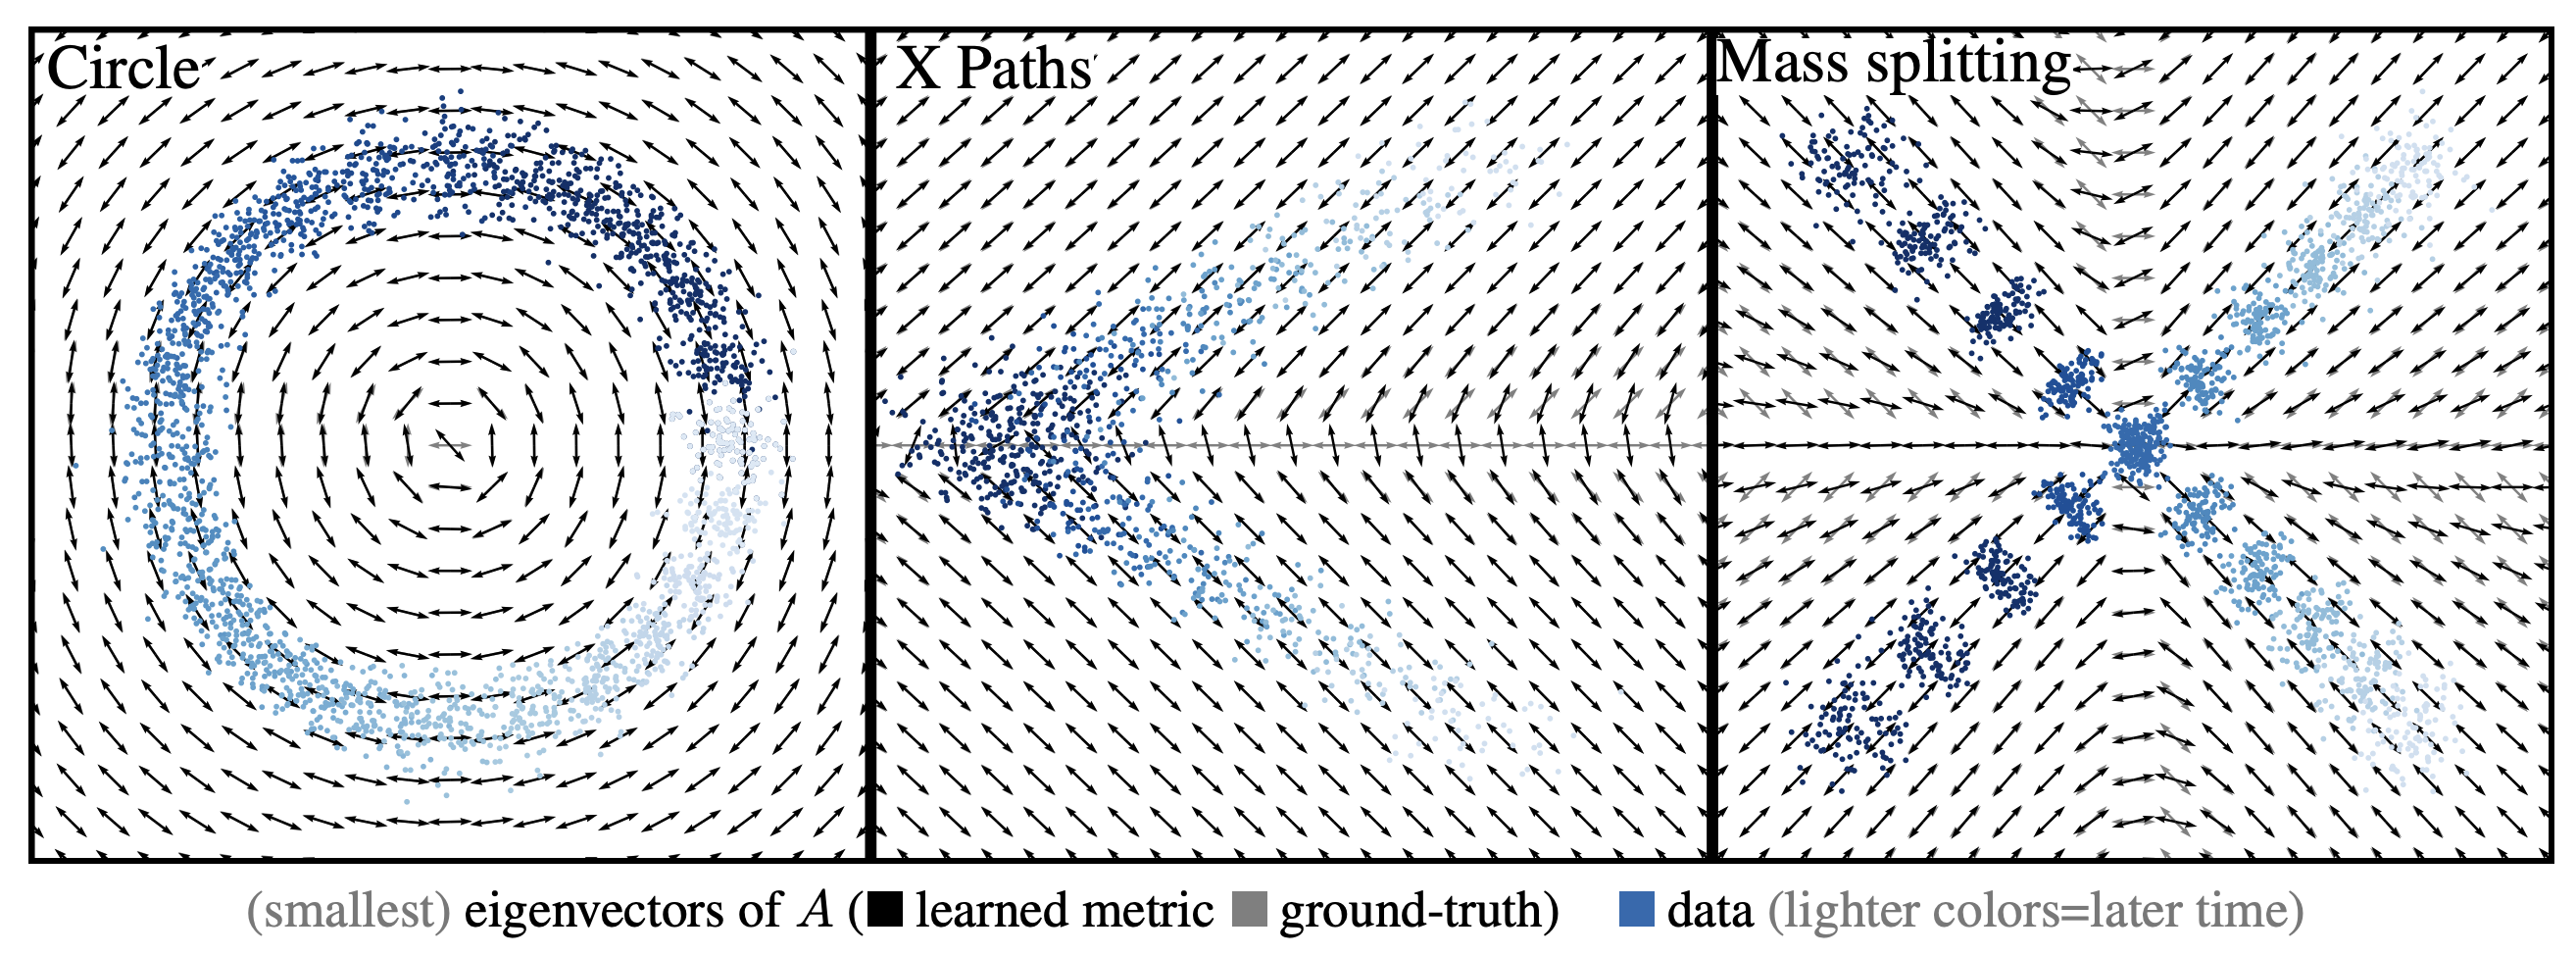 Circle
X Paths
Mass splitting
(smallest) eigenvectors of A (■ learned metric ■ ground-truth) ■ data (lighter colors=later time)